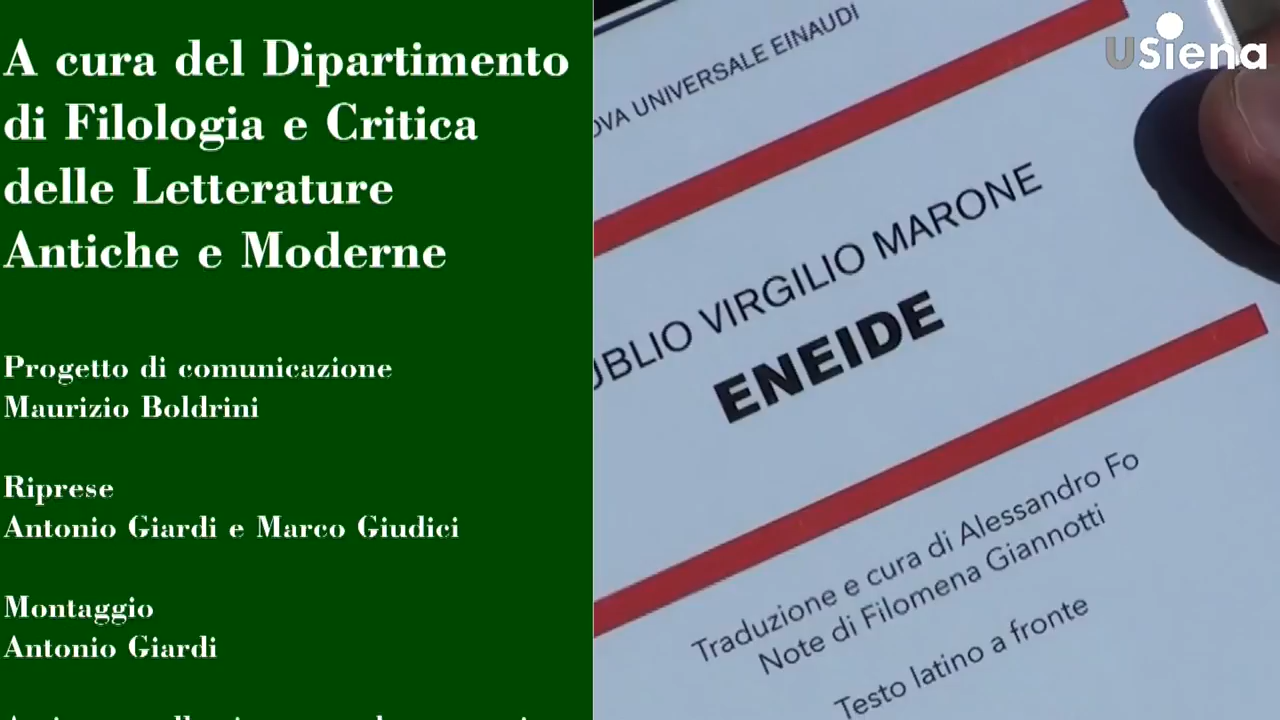 A cura del Dipartimento
di Filologia e Critica
delle Letterature
Antiche e Moderne
Progetto di comunicazione
Maurizio Boldrini
Riprese
Antonio Giardi e Marco Giudici
Montaggio
Antonio Giardi
USiena
UNIVERSALE EINAUDI
VIRGILIO MARONE
ENEIDE
Traduzione e cura di Alessandro Fo
Note di Filomena Giannotti
Testo latino a fronte